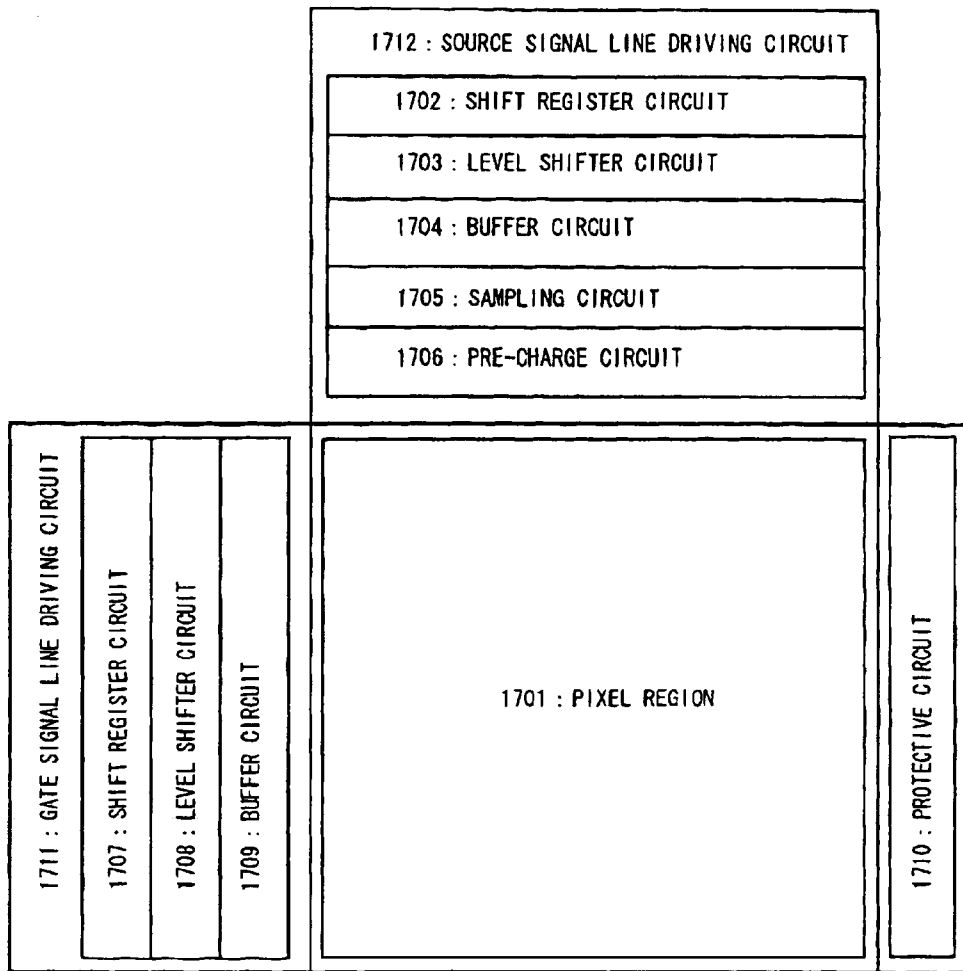 1712 : SOURCE SIGNAL LINE DRIVING CIRCUIT
1702 : SHIFT REGISTER CIRCUIT
1703 : LEVEL SHIFTER CIRCUIT
1704 : BUFFER CIRCUIT
1705 : SAMPLING CIRCUIT
1706 : PRE-CHARGE CIRCUIT
1711 : GATE SIGNAL LINE DRIVING CIRCUIT
1707 : SHIFT REGISTER CIRCUIT
1708 : LEVEL SHIFTER CIRCUIT
1709 : BUFFER CIRCUIT
1701 : PIXEL REGION
1710 : PROTECTIVE CIRCUIT